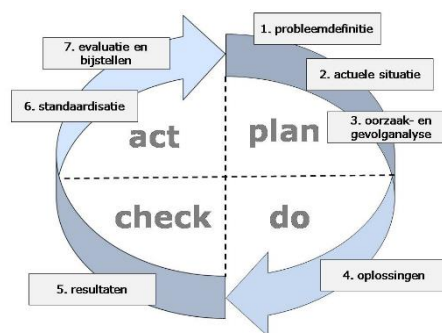 1. probleemdefinitie
2. actuele situatie
3. oorzaak- en
gevolganalyse
4. oplossingen
5. resultaten
6. standaardisatie
7. evaluatie en
bijstellen
act
plan
check
do